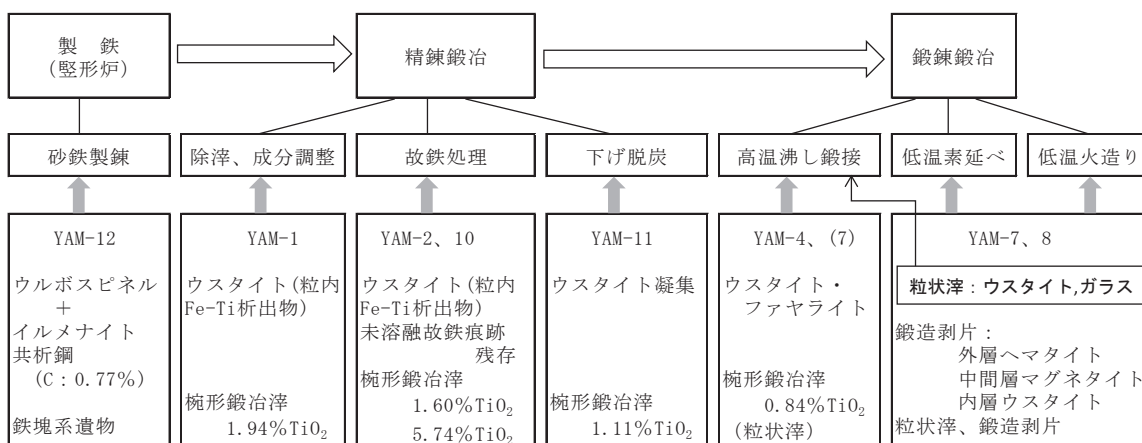 製　鉄
(竪形炉)
精錬鍛冶
鍛錬鍛冶
砂鉄製錬
除滓、成分調整
故鉄処理
下げ脱炭
高温沸し鍛接
低温素延べ
低温火造り
YAM-12
ウルボスピネル
＋
イルメナイト
共析鋼
(C：0.77%)
鉄塊系遺物
YAM-1
ウスタイト(粒内
Fe-Ti析出物)
椀形鍛冶滓
1.94%TiO₂
YAM-2、10
ウスタイト(粒内
Fe-Ti析出物)
未溶融故鉄痕跡
残存
椀形鍛冶滓
1.60%TiO₂
5.74%TiO₂
YAM-11
ウスタイト凝集
椀形鍛冶滓
1.11%TiO₂
YAM-4、(7)
ウスタイト・
ファヤライト
椀形鍛冶滓
0.84%TiO₂
(粒状滓)
YAM-7、8
粒状滓：ウスタイト,ガラス
鍛造剥片：
外層ヘマタイト
中間層マグネタイト
内層ウスタイト
粒状滓、鍛造剥片